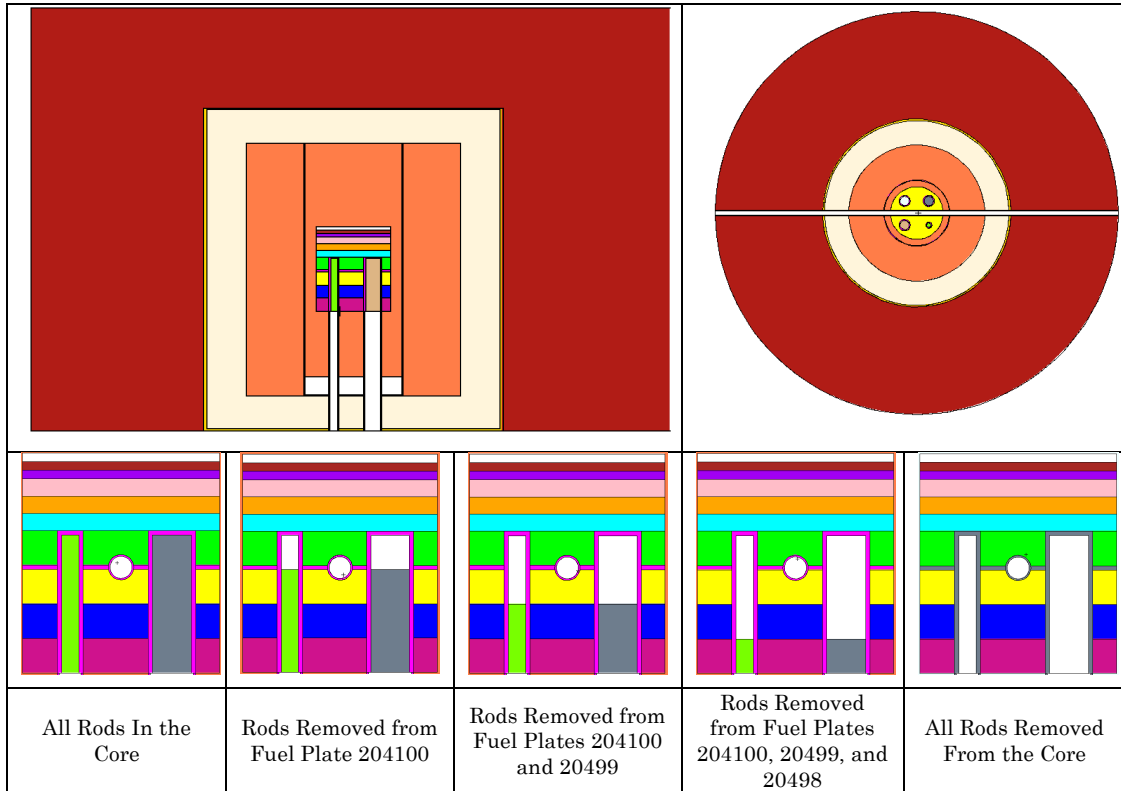 All Rods In the
Core
Rods Removed from
Fuel Plate 204100
Rods Removed from
Fuel Plates 204100
and 20499
Rods Removed
from Fuel Plates
204100, 20499, and
20498
All Rods Removed
From the Core